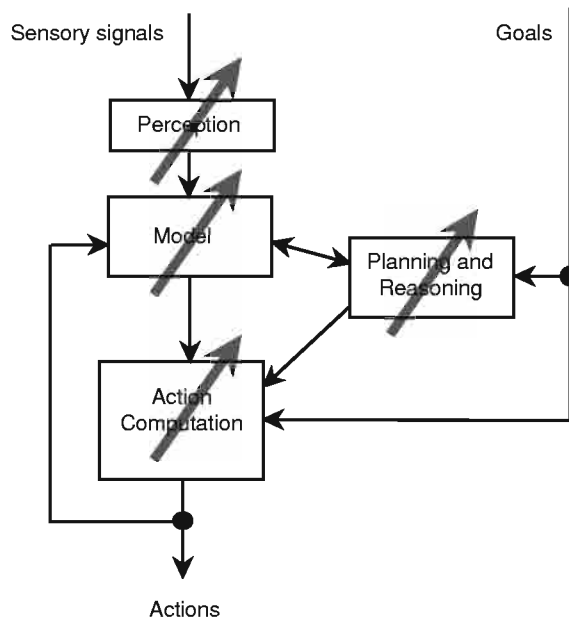 Sensory signals
Goals
Perception
Model
Planning and
Reasoning
Action
Computation
Actions